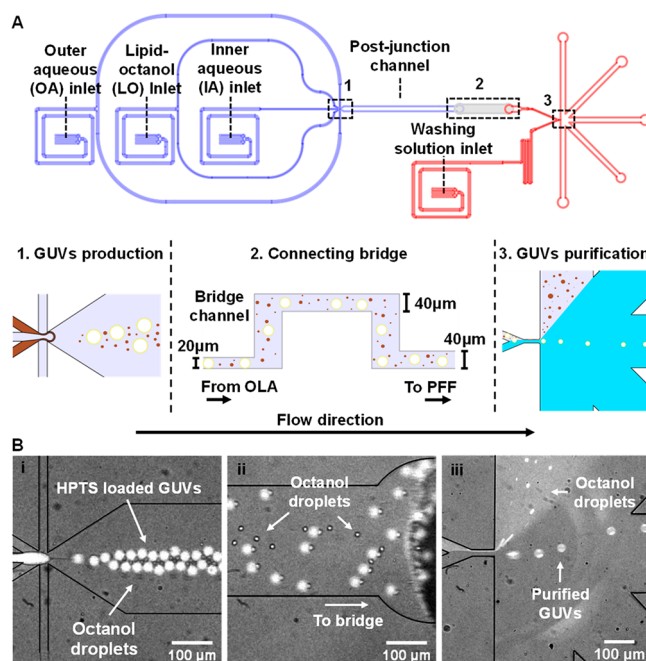 A
Outer
aqueous
(OA) inlet
Lipid-
octanol
(LO) Inlet
Inner
aqueous
(IA) inlet
Post-junction
channel
1
2
3
Washing
solution inlet
1. GUVs production
2. Connecting bridge
3. GUVs purification
Bridge
channel
40μm
20μm
40μm
From OLA
To PFF
Flow direction
B
i
HPTS loaded GUVs
Octanol
droplets
100 μm
ii
Octanol
droplets
To bridge
100 μm
iii
Octanol
droplets
Purified
GUVs
100 μm